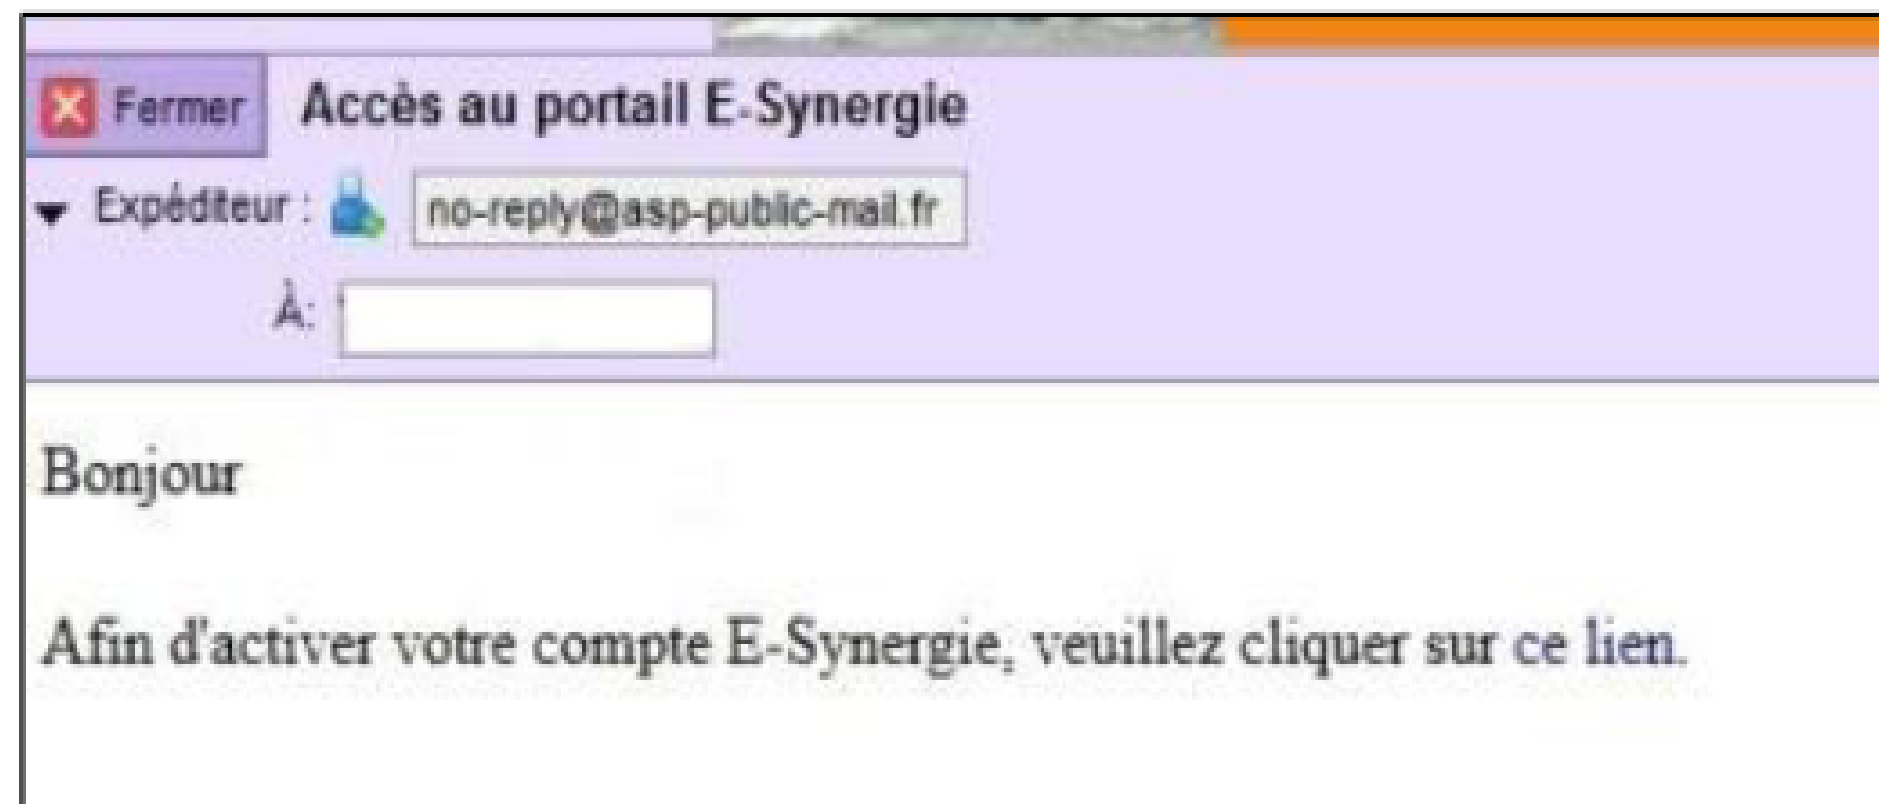 Fermer Accès au portail E-Synergie
Expéditeur : no-reply@asp-public-mail.fr
À:
Bonjour
Afin d'activer votre compte E-Synergie, veuillez cliquer sur ce lien.